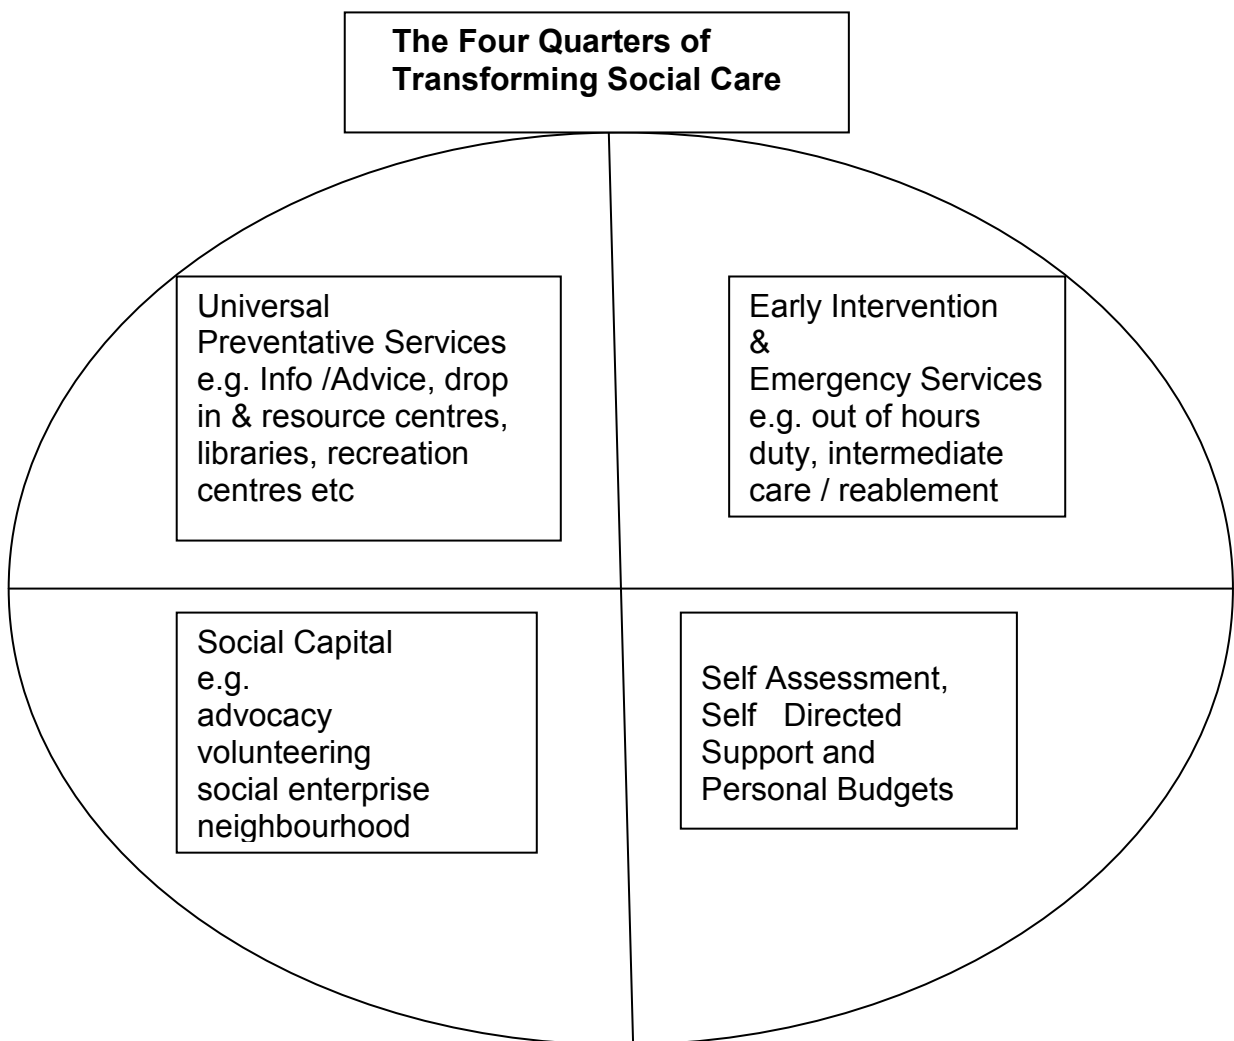 The Four Quarters of
Transforming Social Care
Universal
Preventative Services
e.g. Info /Advice, drop
in & resource centres,
libraries, recreation
centres etc
Early Intervention
&
Emergency Services
e.g. out of hours
duty, intermediate
care / reablement
Social Capital
e.g.
advocacy
volunteering
social enterprise
neighbourhood
Self Assessment,
Self Directed
Support and
Personal Budgets